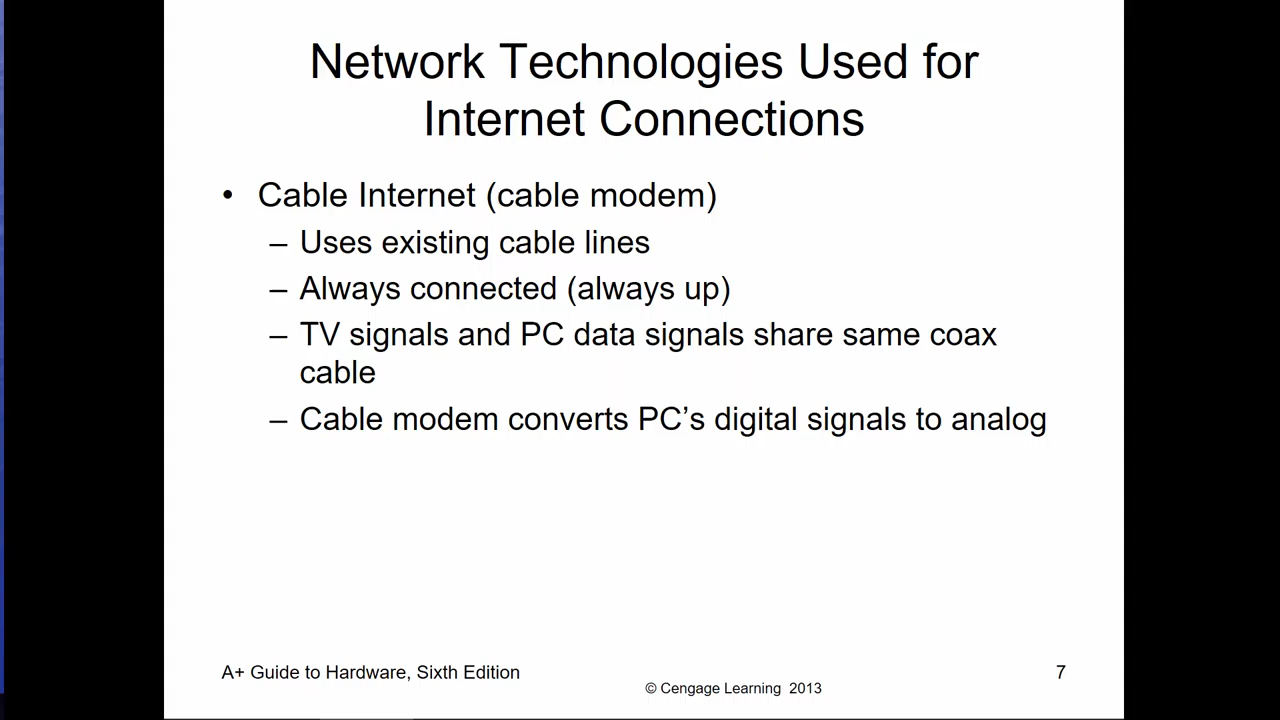 Network Technologies Used for
Internet Connections
• Cable Internet (cable modem)
– Uses existing cable lines
– Always connected (always up)
– TV signals and PC data signals share same coax
cable
– Cable modem converts PC’s digital signals to analog
A+ Guide to Hardware, Sixth Edition
7
© Cengage Learning 2013